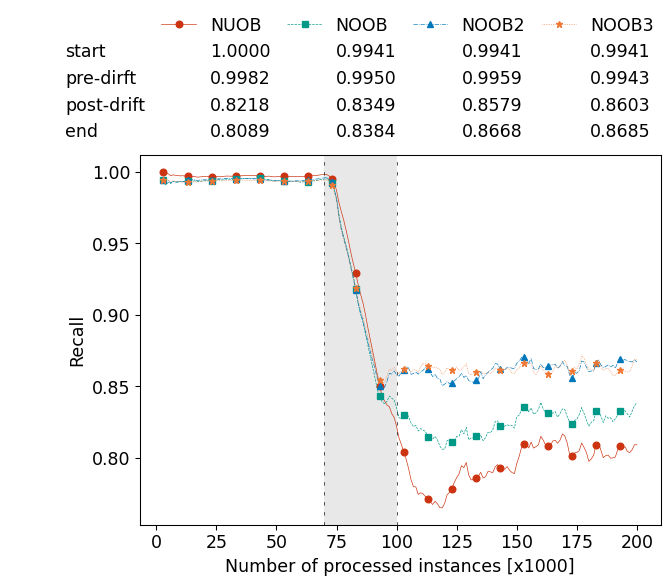 NUOB NOOB NOOB2 NOOB3
start 1.0000 0.9941 0.9941 0.9941
pre-dirft 0.9982 0.9950 0.9959 0.9943
post-drift 0.8218 0.8349 0.8579 0.8603
end 0.8089 0.8384 0.8668 0.8685
1.00
0.95
0.90
0.85
0.80
Recall
0 25 50 75 100 125 150 175 200
Number of processed instances [x1000]